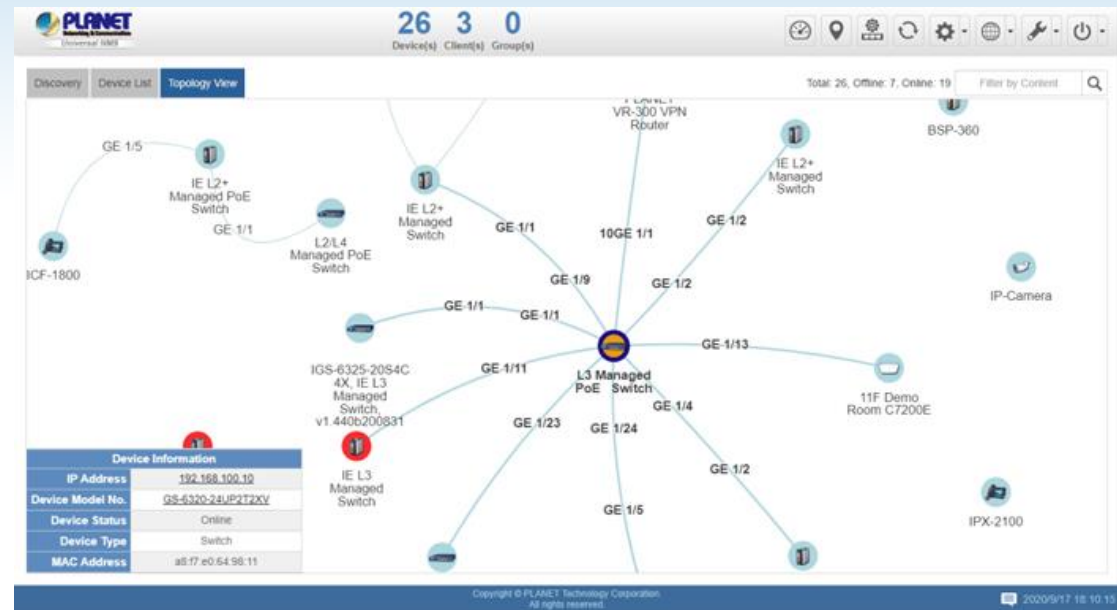 PLANET
Networking & Communication
Universal NMS
26 3 0
Device(s) Client(s) Group(s)
Discovery Device List Topology View
Total: 26, Offline: 7, Online: 19
Filter by Content
PLANET
VR-300 VPN
Router
BSP-360
GE 1/5
IE L2+
Managed PoE
Switch
IE L2+
Managed
Switch
IE L2+
Managed
Switch
GE 1/1
GE 1/1
10GE 1/1
GE 1/2
L2/L4
Managed PoE
Switch
ICF-1800
GE 1/9
GE 1/2
IP-Camera
GE 1/1
GE 1/1
GE 1/13
IGS-6325-20S4C
4X, IE L3
Managed
Switch,
v1.440b200831
GE 1/11
L3 Managed
PoE Switch
11F Demo
Room C7200E
GE 1/4
GE 1/23
GE 1/24
IE L3
Managed
Switch
GE 1/2
GE 1/5
IPX-2100
Device Information
IP Address 192.168.100.10
Device Model No. GS-6320-24UP2T2XV
Device Status Online
Device Type Switch
MAC Address a8:f7:e0:64:98:11
Copyright © PLANET Technology Corporation.
All rights reserved.
2020/9/17 18:10:15